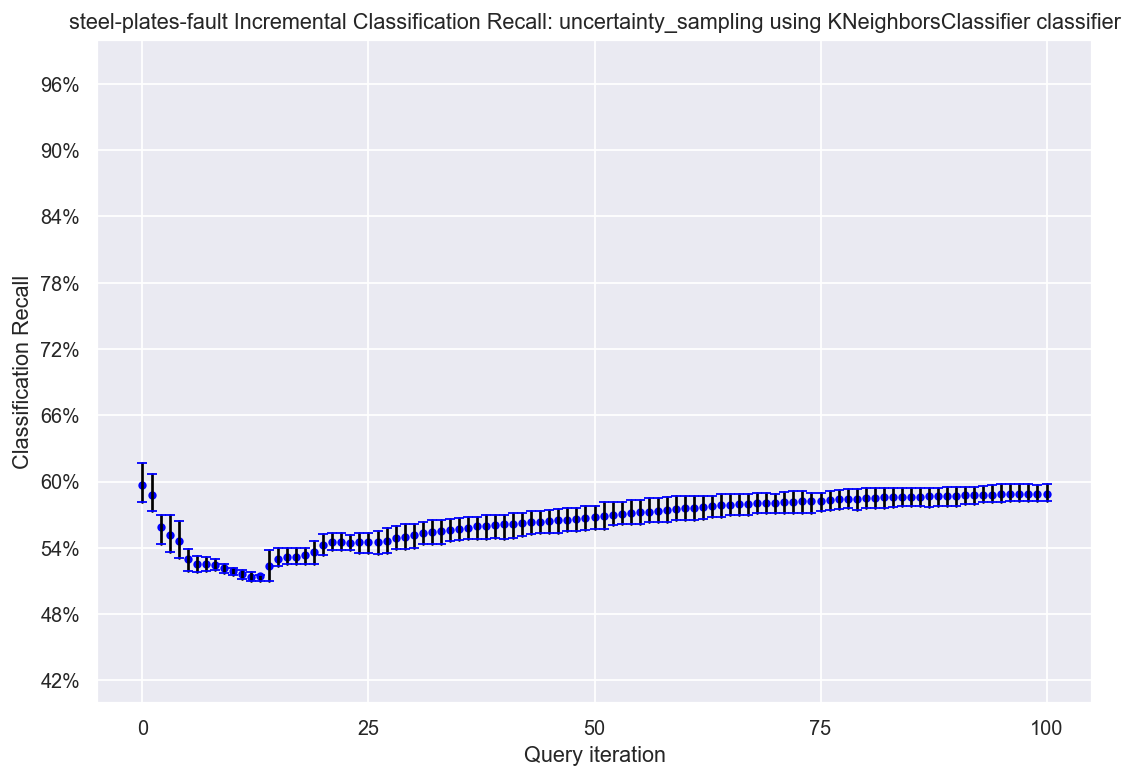 steel-plates-fault Incremental Classification Recall: uncertainty_sampling using KNeighborsClassifier classifier
96%
90%
84%
78%
72%
66%
60%
54%
48%
42%
Classification Recall
0 25 50 75 100
Query iteration